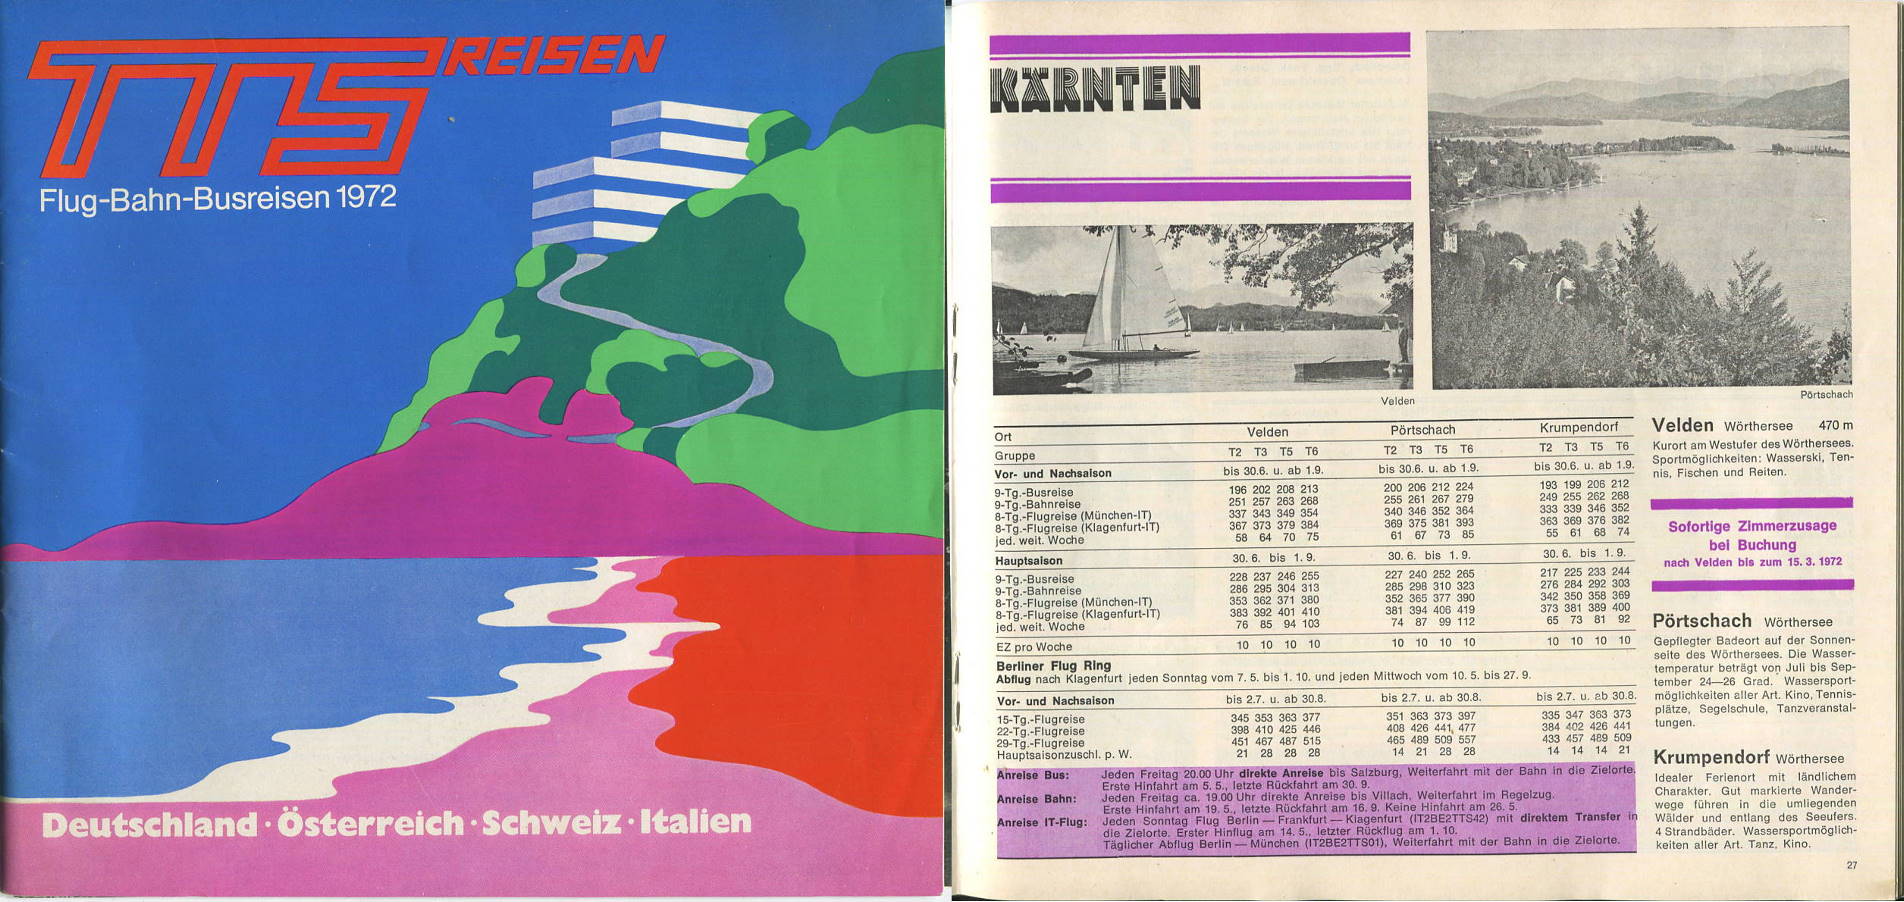 TTS REISEN
Flug-Bahn-Busreisen 1972
Deutschland · Österreich · Schweiz · Italien
KÄRNTEN
Velden
Pörtschach
Ort Velden Pörtschach Krumpendorf
Gruppe T2 T3 T5 T6 T2 T3 T5 T6 T2 T3 T5 T6
Vor- und Nachsaison bis 30.6. u. ab 1.9. bis 30.6. u. ab 1.9. bis 30.6. u. ab 1.9.
9-Tg.-Busreise 196 202 208 213 200 206 212 224 193 199 206 212
9-Tg.-Bahnreise 251 257 263 268 255 261 267 279 249 255 262 268
8-Tg.-Flugreise (München-IT) 337 343 349 354 340 346 352 364 333 339 346 352
8-Tg.-Flugreise (Klagenfurt-IT) 367 373 379 384 369 375 381 393 363 369 376 382
jed. weit. Woche 58 64 70 75 61 67 73 85 55 61 68 74
Hauptsaison 30. 6. bis 1. 9. 30. 6. bis 1. 9. 30. 6. bis 1. 9.
9-Tg.-Busreise 228 237 246 255 227 240 252 265 217 225 233 244
9-Tg.-Bahnreise 286 295 304 313 285 298 310 323 276 284 292 303
8-Tg.-Flugreise (München-IT) 353 362 371 380 352 365 377 390 342 350 358 369
8-Tg.-Flugreise (Klagenfurt-IT) 383 392 401 410 381 394 406 419 373 381 389 400
jed. weit. Woche 76 85 94 103 74 87 99 112 65 73 81 92
EZ pro Woche 10 10 10 10 10 10 10 10 10 10 10 10
Berliner Flug Ring
Abflug nach Klagenfurt jeden Sonntag vom 7. 5. bis 1. 10. und jeden Mittwoch vom 10. 5. bis 27. 9.
Vor- und Nachsaison bis 2.7. u. ab 30.8. bis 2.7. u. ab 30.8. bis 2.7. u. ab 30.8.
15-Tg.-Flugreise 345 353 363 377 351 363 373 397 335 347 363 373
22-Tg.-Flugreise 398 410 425 446 408 426 441 477 384 402 426 441
29-Tg.-Flugreise 451 467 487 515 465 489 509 557 433 457 489 509
Hauptsaisonzuschl. p. W. 21 28 28 28 14 21 28 28 14 14 14 21
Anreise Bus: Jeden Freitag 20.00 Uhr direkte Anreise bis Salzburg, Weiterfahrt mit der Bahn in die Zielorte.
Erste Hinfahrt am 5. 5., letzte Rückfahrt am 30. 9.
Anreise Bahn: Jeden Freitag ca. 19.00 Uhr direkte Anreise bis Villach, Weiterfahrt im Regelzug.
Erste Hinfahrt am 19. 5., letzte Rückfahrt am 16. 9. Keine Hinfahrt am 26. 5.
Anreise IT-Flug: Jeden Sonntag Flug Berlin — Frankfurt — Klagenfurt (IT2BE2TTS42) mit direktem Transfer in
die Zielorte. Erster Hinflug am 14. 5., letzter Rückflug am 1. 10.
Täglicher Abflug Berlin — München (IT2BE2TTS01), Weiterfahrt mit der Bahn in die Zielorte.
Velden Wörthersee 470 m
Kurort am Westufer des Wörthersees.
Sportmöglichkeiten: Wasserski, Ten-
nis, Fischen und Reiten.
Sofortige Zimmerzusage
bei Buchung
nach Velden bis zum 15. 3. 1972
Pörtschach Wörthersee
Gepflegter Badeort auf der Sonnen-
seite des Wörthersees. Die Wasser-
temperatur beträgt von Juli bis Sep-
tember 24—26 Grad. Wassersport-
möglichkeiten aller Art. Kino, Tennis-
plätze, Segelschule, Tanzveranstal-
tungen.
Krumpendorf Wörthersee
Idealer Ferienort mit ländlichem
Charakter. Gut markierte Wander-
wege führen in die umliegenden
Wälder und entlang des Seeufers.
4 Strandbäder. Wassersportmöglich-
keiten aller Art. Tanz, Kino.
27